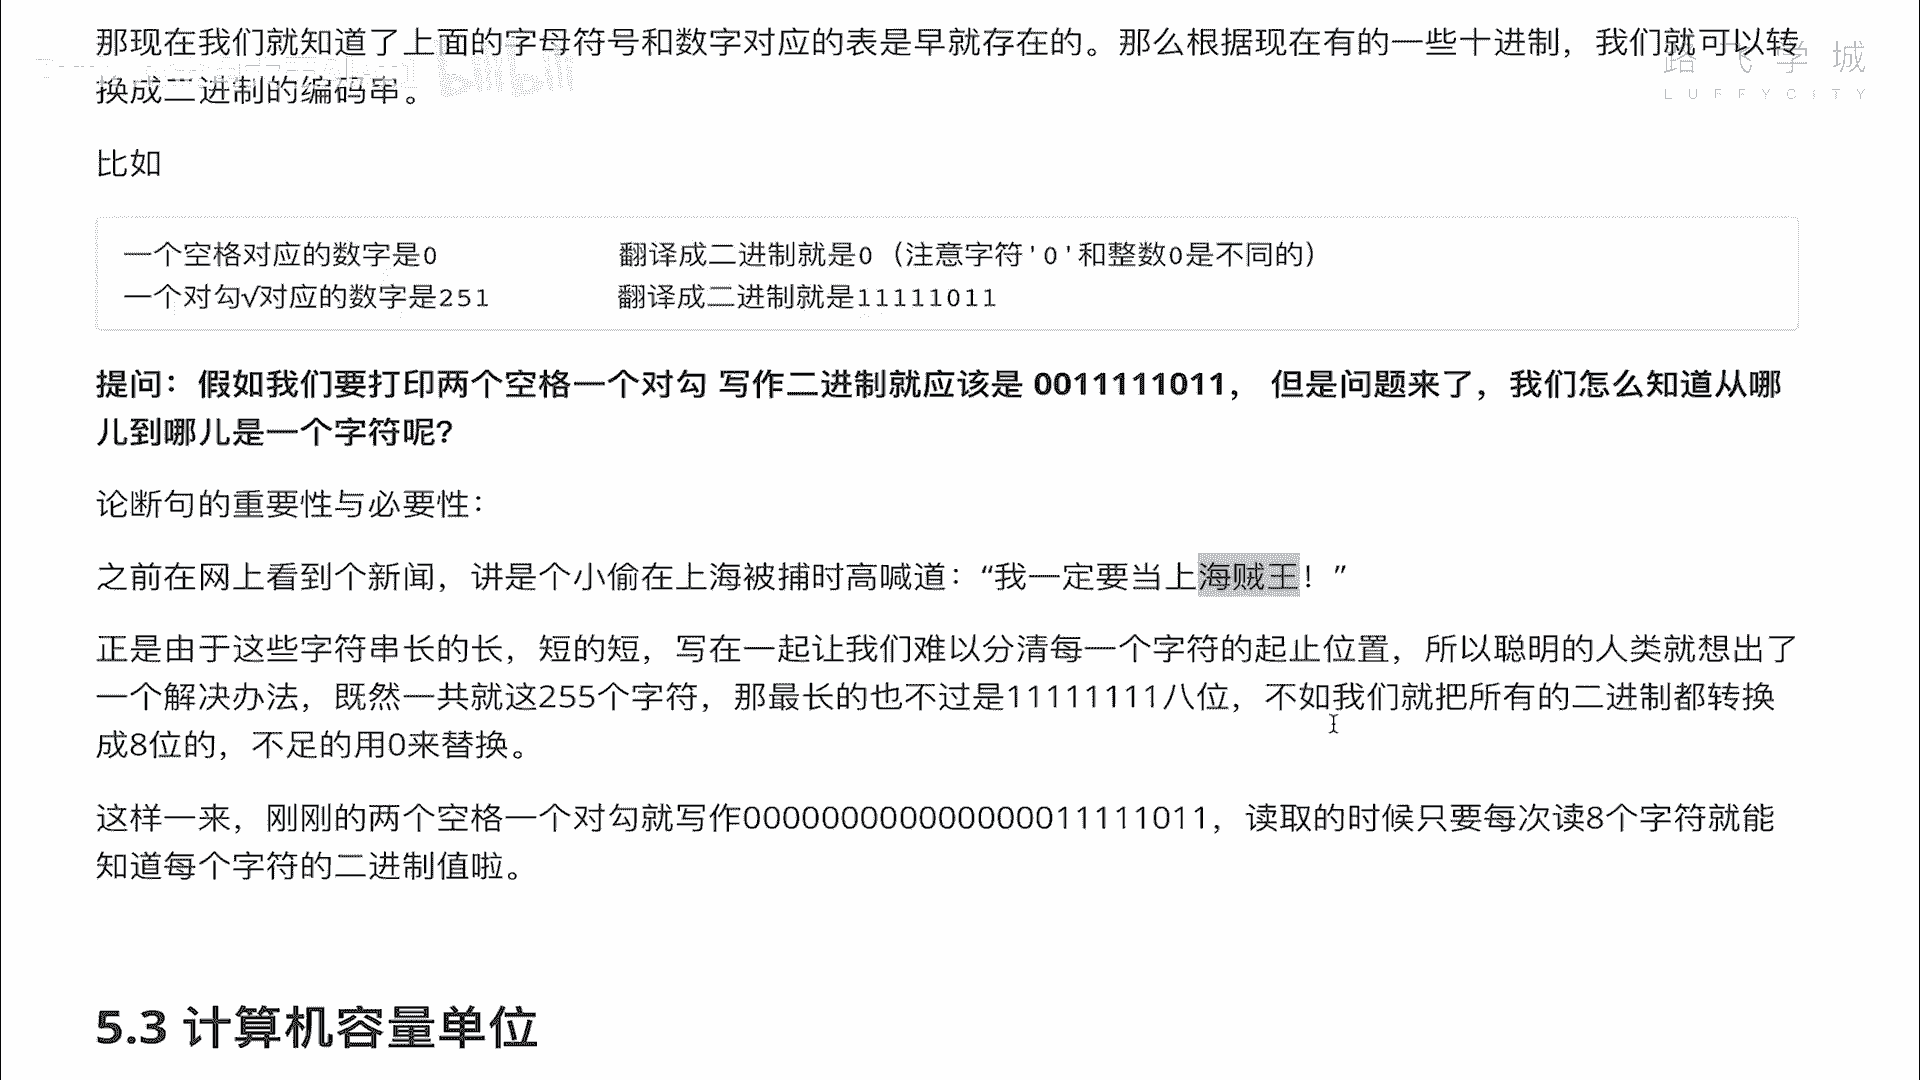 那现在我们就知道了上面的字母符号和数字对应的表是早就存在的。那么根据现在有的一些十进制，我们就可以转
换成二进制的编码串。
路飞学城
LUFFYCITY
bilibili
比如
一个空格对应的数字是0 翻译成二进制就是0（注意字符'0'和整数0是不同的）
一个对勾√对应的数字是251 翻译成二进制就是11111011
提问：假如我们要打印两个空格一个对勾 写作二进制就应该是 0011111011， 但是问题来了，我们怎么知道从哪
儿到哪儿是一个字符呢?
论断句的重要性与必要性：
之前在网上看到个新闻，讲是个小偷在上海被捕时高喊道：“我一定要当上海贼王！”
正是由于这些字符串长的长，短的短，写在一起让我们难以分清每一个字符的起止位置，所以聪明的人类就想出了
一个解决办法，既然一共就这255个字符，那最长的也不过是11111111八位，不如我们就把所有的二进制都转换
成8位的，不足的用0来替换。
这样一来，刚刚的两个空格一个对勾就写作000000000000000011111011，读取的时候只要每次读8个字符就能
知道每个字符的二进制值啦。
5.3 计算机容量单位